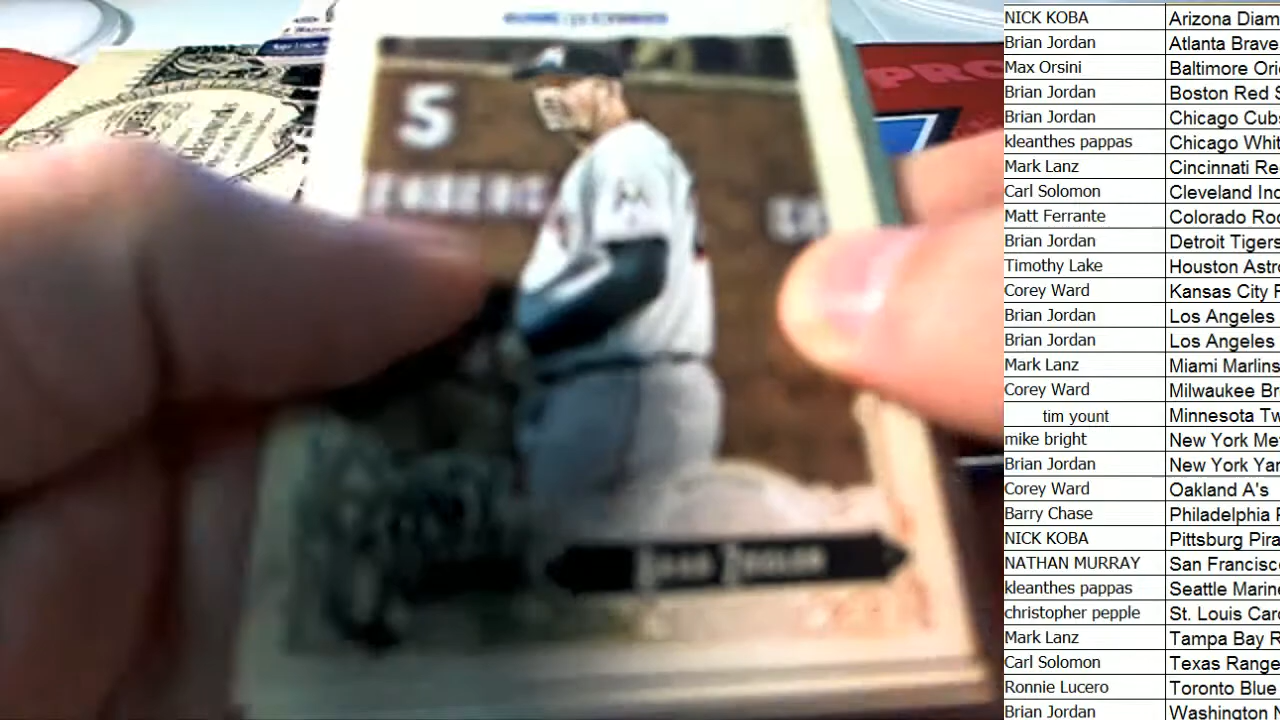 S
PRO
NICK KOBA Arizona Diam
Brian Jordan Atlanta Brave
Max Orsini Baltimore Ori
Brian Jordan Boston Red S
Brian Jordan Chicago Cubs
kleanthes pappas Chicago Whit
Mark Lanz Cincinnati Re
Carl Solomon Cleveland Ind
Matt Ferrante Colorado Roc
Brian Jordan Detroit Tigers
Timothy Lake Houston Astr
Corey Ward Kansas City F
Brian Jordan Los Angeles
Brian Jordan Los Angeles
Mark Lanz Miami Marlins
Corey Ward Milwaukee Br
tim yount Minnesota Tw
mike bright New York Me
Brian Jordan New York Yan
Corey Ward Oakland A's
Barry Chase Philadelphia P
NICK KOBA Pittsburg Pira
NATHAN MURRAY San Francisc
kleanthes pappas Seattle Marine
christopher pepple St. Louis Card
Mark Lanz Tampa Bay R
Carl Solomon Texas Range
Ronnie Lucero Toronto Blue
Brian Jordan Washington N